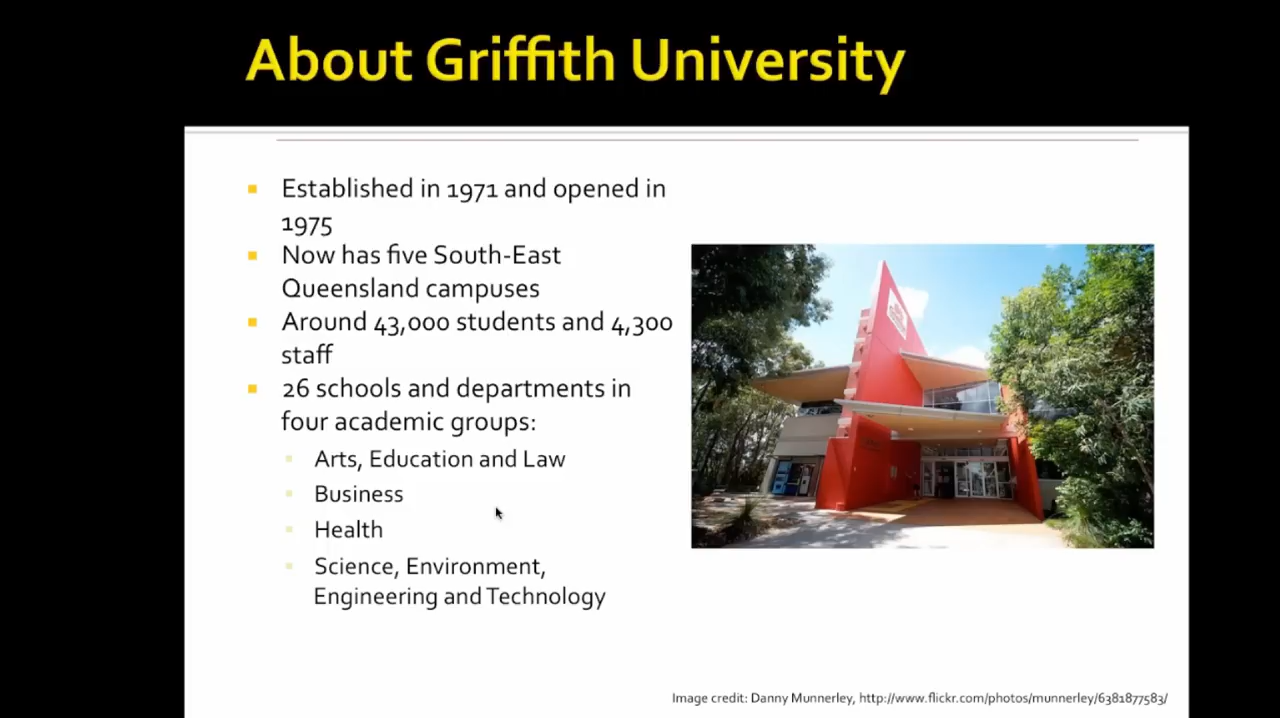 About Griffith University
Established in 1971 and opened in
1975
Now has five South-East
Queensland campuses
Around 43,000 students and 4,300
staff
26 schools and departments in
four academic groups:
Arts, Education and Law
Business
Health
Science, Environment,
Engineering and Technology
Image credit: Danny Munnerley, http://www.flickr.com/photos/munnerley/6381877583/